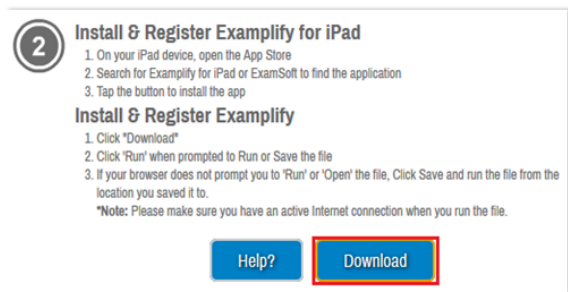 2
Install & Register Examplify for iPad
1. On your iPad device, open the App Store
2. Search for Examplify for iPad or ExamSoft to find the application
3. Tap the button to install the app
Install & Register Examplify
1. Click "Download"
2. Click 'Run' when prompted to Run or Save the file
3. If your browser does not prompt you to 'Run' or 'Open' the file, Click Save and run the file from the
location you saved it to.
*Note: Please make sure you have an active Internet connection when you run the file.
Help? Download